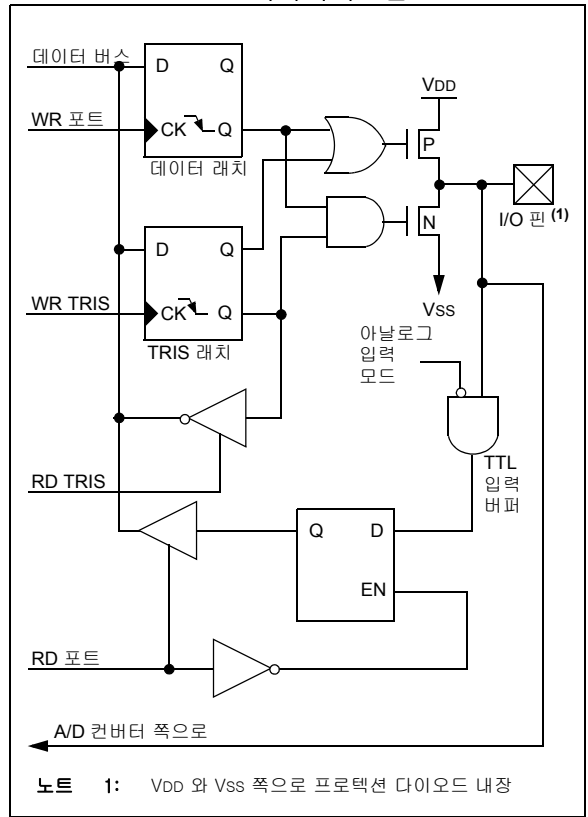 데이터 버스
D Q
VDD
WR 포트
CK Q
P
데이터 래치
I/O 핀 (1)
N
D Q
WR TRIS
CK Q
VSS
TRIS 래치
아날로그
입력
모드
RD TRIS
TTL
입력
버퍼
Q D
EN
RD 포트
A/D 컨버터 쪽으로
노트 1: VDD 와 VSS 쪽으로 프로텍션 다이오드 내장